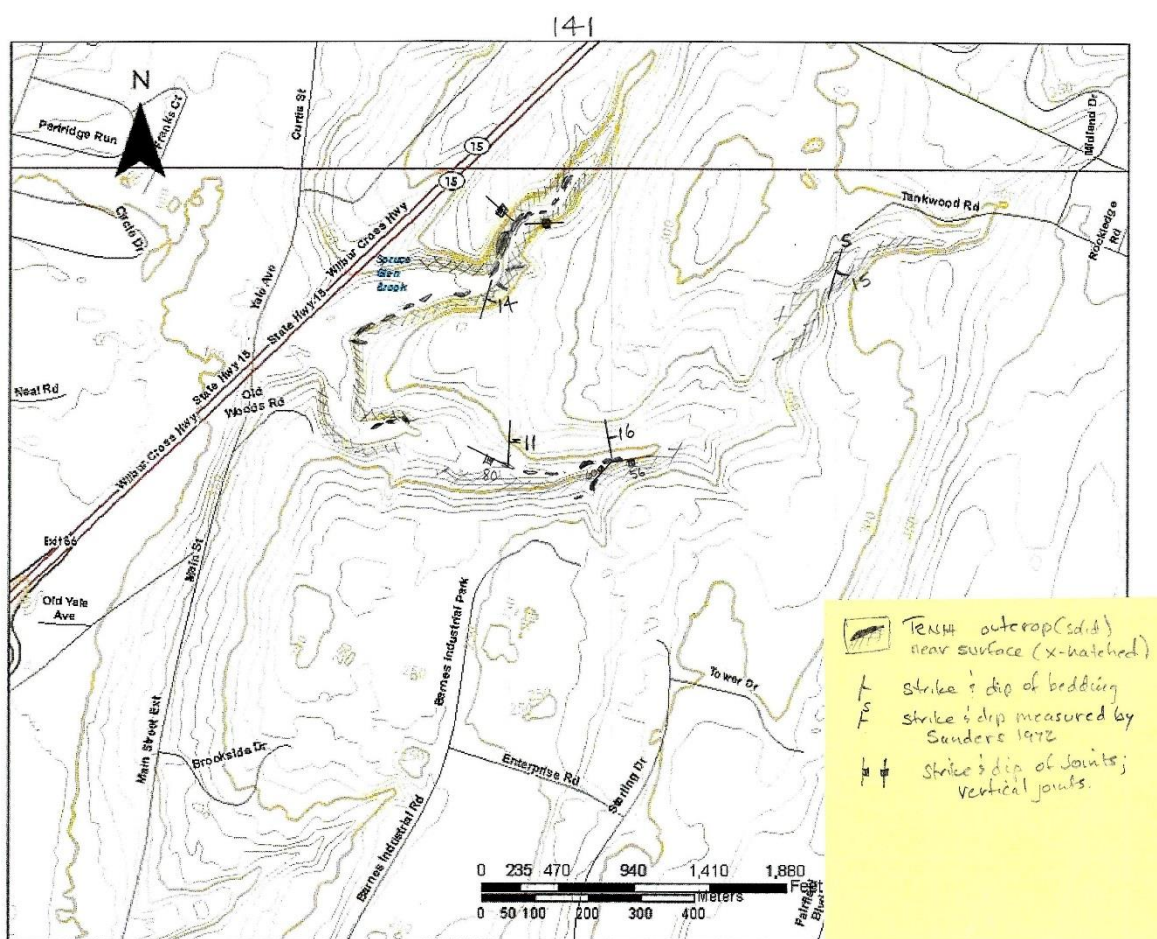 14-1
N
Partridge Run
Franks Ct
Curtis St
15
15
Midland Dr
Circle Dr
Tankwood Rd
Rockledge Rd
Wilbur Cross Hwy
State Hwy 15
Yale Ave
Spruce
Glen
Brook
S
15
14
Neal Rd
State Hwy 15
Old
Woods Rd
Wilbur Cross Hwy
11
16
80
56
Exit 66
Main St
Old Yale
Ave
Barnes Industrial Park
Tower Dr
Main Street Ext
Brookside Dr
Enterprise Rd
Sterling Dr
Barnes Industrial Rd
0 235 470 940 1,410 1,880
Feet
Meters
0 50 100 200 300 400
outcrop (solid)
near surface (x-hatched)
strike & dip of bedding
S
strike & dip measured by
Sanders 1972
strike & dip of joints;
vertical joints.